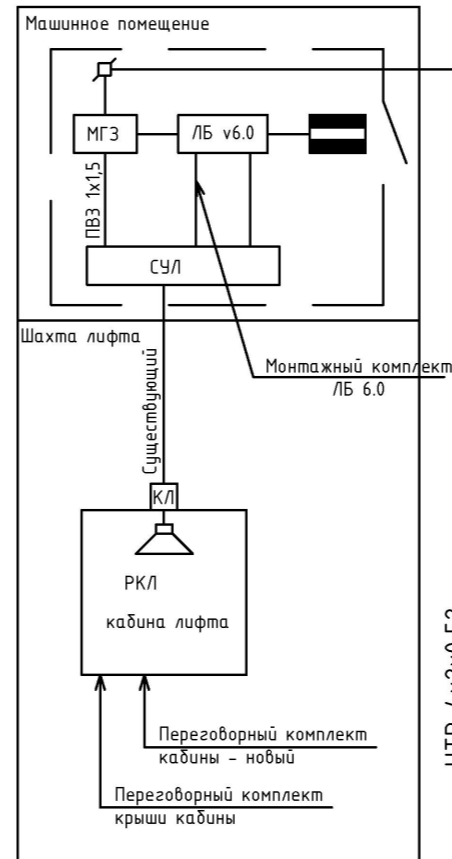 Машинное помещение
МГЗ
ЛБ v6.0
ПВЗ 1х1,5
СУЛ
Шахта лифта
Монтажный комплект
ЛБ 6.0
Существующий
КЛ
РКЛ
кабина лифта
Переговорный комплект
кабины - новый
Переговорный комплект
крыши кабины